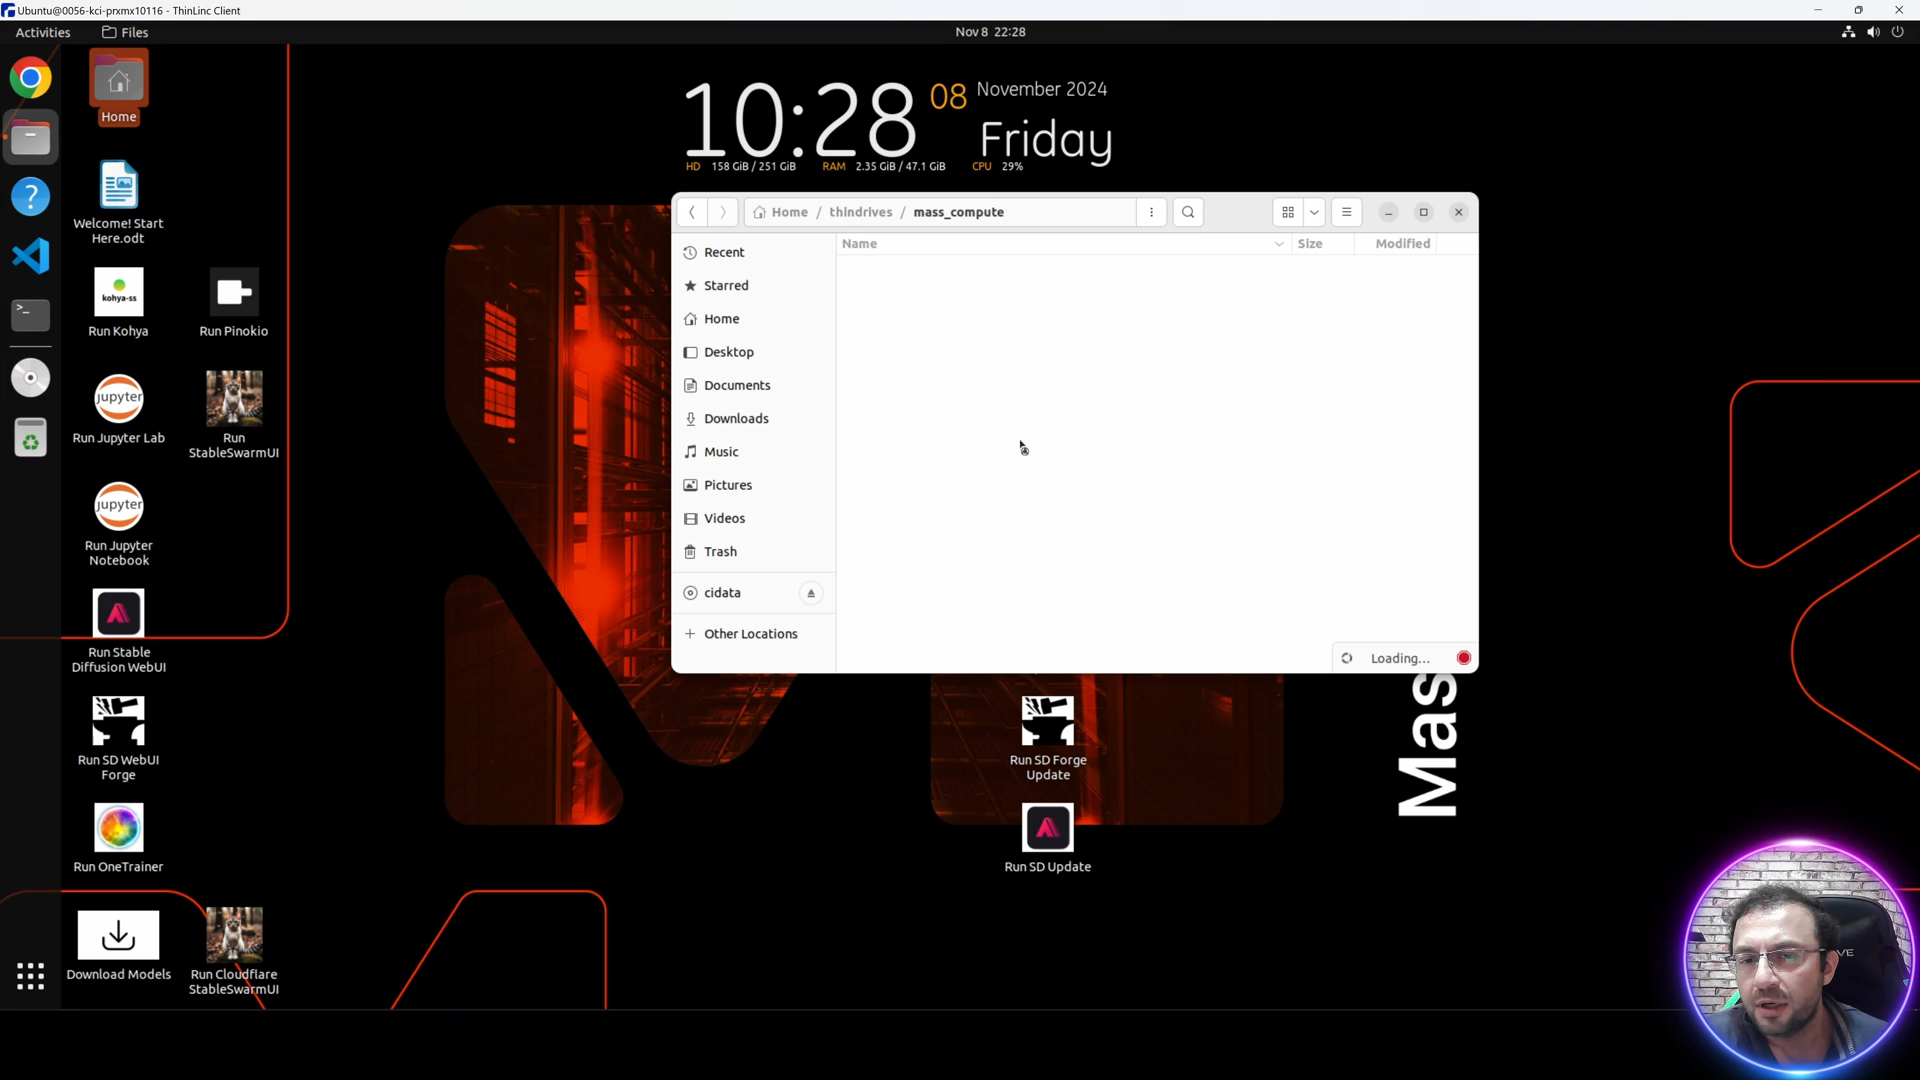 Ubuntu@0056-kci-prxmx10116 - ThinLinc Client
Activities
Files
Nov 8 22:28
Home
Welcome! Start
Here.odt
kohya-ss
Run Kohya
Run Pinokio
jupyter
Run Jupyter Lab
Run
StableSwarmUI
jupyter
Run Jupyter
Notebook
Run Stable
Diffusion WebUI
Run SD WebUI
Forge
Run OneTrainer
Download Models
Run Cloudflare
StableSwarmUI
10:28
08
November 2024
Friday
HD 158 GiB / 251 GiB RAM 2.35 GiB / 47.1 GiB CPU 29%
Home / thindrives / mass_compute
Name
Size
Modified
Recent
Starred
Home
Desktop
Documents
Downloads
Music
Pictures
Videos
Trash
cidata
Other Locations
Loading...
Run SD Forge
Update
Run SD Update
Mas
VE